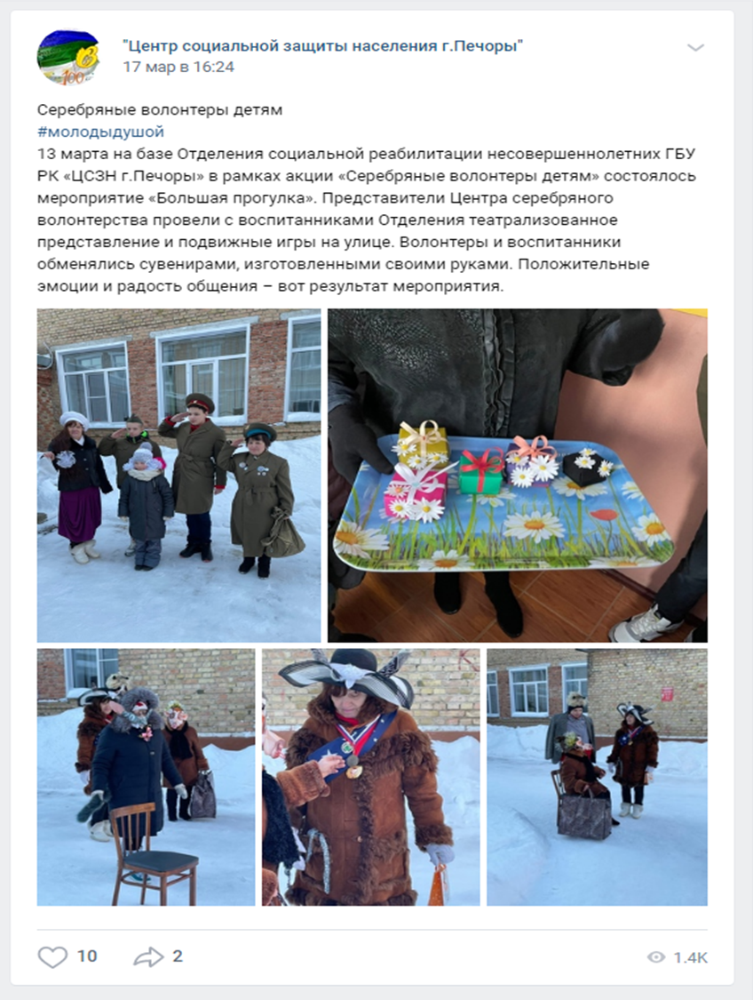 "Центр социальной защиты населения г.Печоры"
17 мар в 16:24
Серебряные волонтеры детям
#молодыдушой
13 марта на базе Отделения социальной реабилитации несовершеннолетних ГБУ
РК «ЦСЗН г.Печоры» в рамках акции «Серебряные волонтеры детям» состоялось
мероприятие «Большая прогулка». Представители Центра серебряного
волонтерства провели с воспитанниками Отделения театрализованное
представление и подвижные игры на улице. Волонтеры и воспитанники
обменялись сувенирами, изготовленными своими руками. Положительные
эмоции и радость общения – вот результат мероприятия.
10
2
1.4K